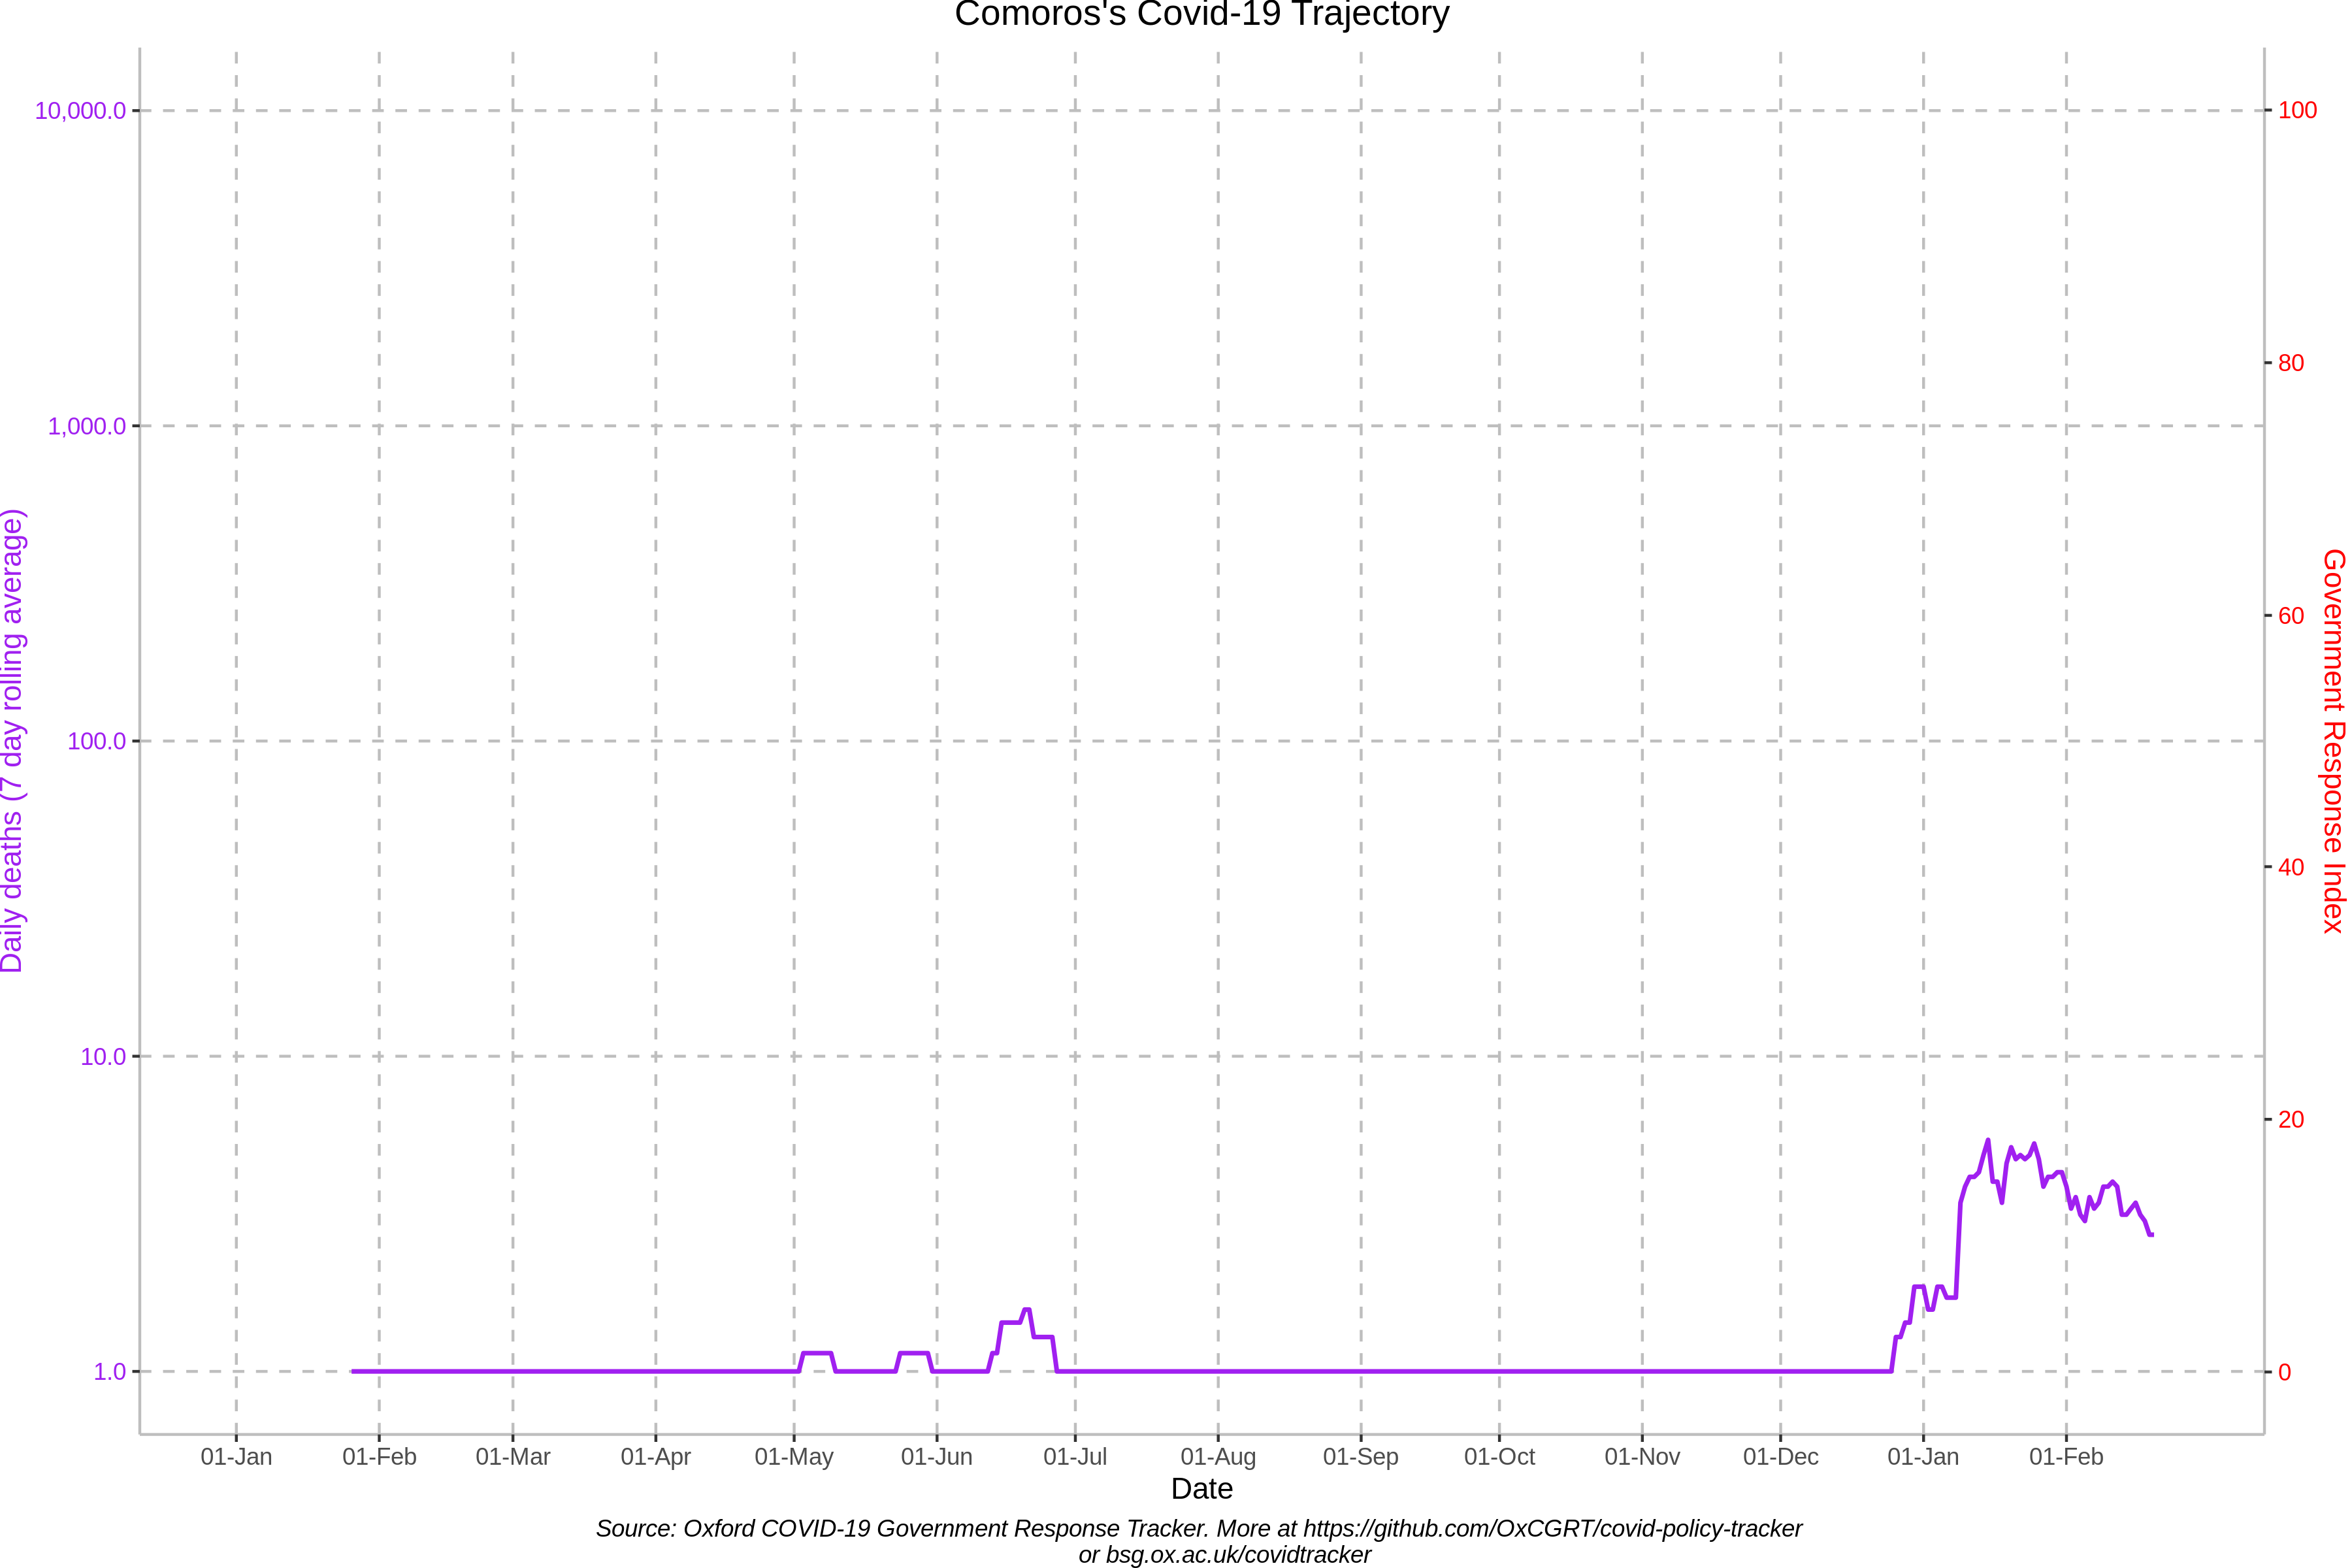 Comoros's Covid-19 Trajectory
10,000.0
1,000.0
100.0
10.0
1.0
Daily deaths (7 day rolling average)
100
80
60
40
20
0
Government Response Index
01-Jan 01-Feb 01-Mar 01-Apr 01-May 01-Jun 01-Jul 01-Aug 01-Sep 01-Oct 01-Nov 01-Dec 01-Jan 01-Feb
Date
Source: Oxford COVID-19 Government Response Tracker. More at https://github.com/OxCGRT/covid-policy-tracker
or bsg.ox.ac.uk/covidtracker